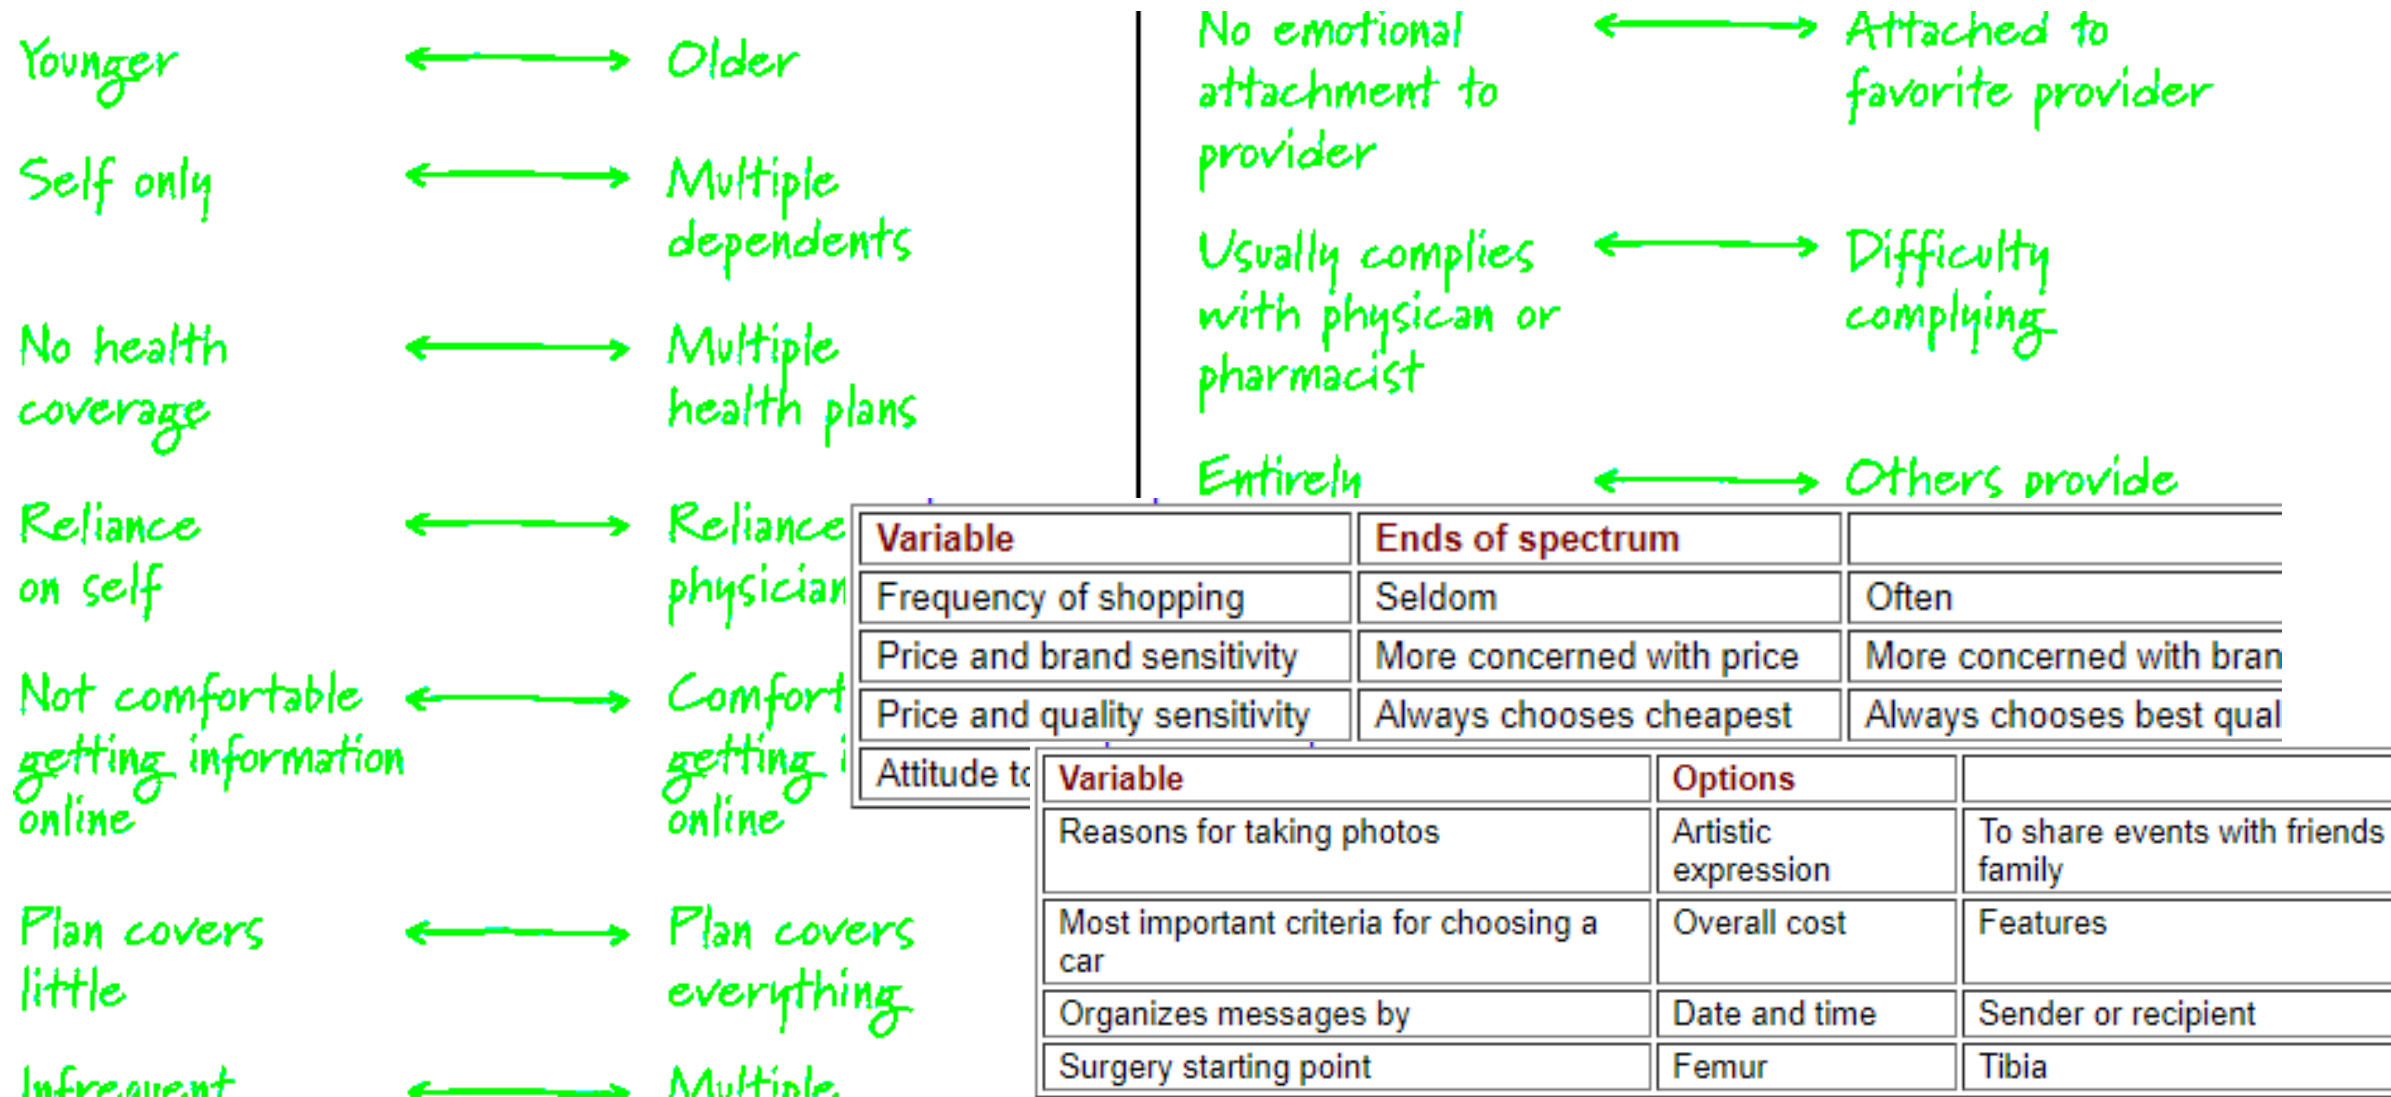 Younger
Older
Self only
Multiple
dependents
No health
coverage
Multiple
health plans
Reliance
on self
Reliance
physician
Not comfortable
getting information
online
Comfort
getting
online
Plan covers
little
Plan covers
everything
Infrequent
Multiple
No emotional
attachment to
provider
Attached to
favorite provider
Usually complies
with physican or
pharmacist
Difficulty
complying
Entirely
Others provide
Variable Ends of spectrum
Frequency of shopping Seldom Often
Price and brand sensitivity More concerned with price More concerned with bran
Price and quality sensitivity Always chooses cheapest Always chooses best qual
Attitude to
Variable Options
Reasons for taking photos Artistic To share events with friends
expression family
Most important criteria for choosing a Overall cost Features
car
Organizes messages by Date and time Sender or recipient
Surgery starting point Femur Tibia